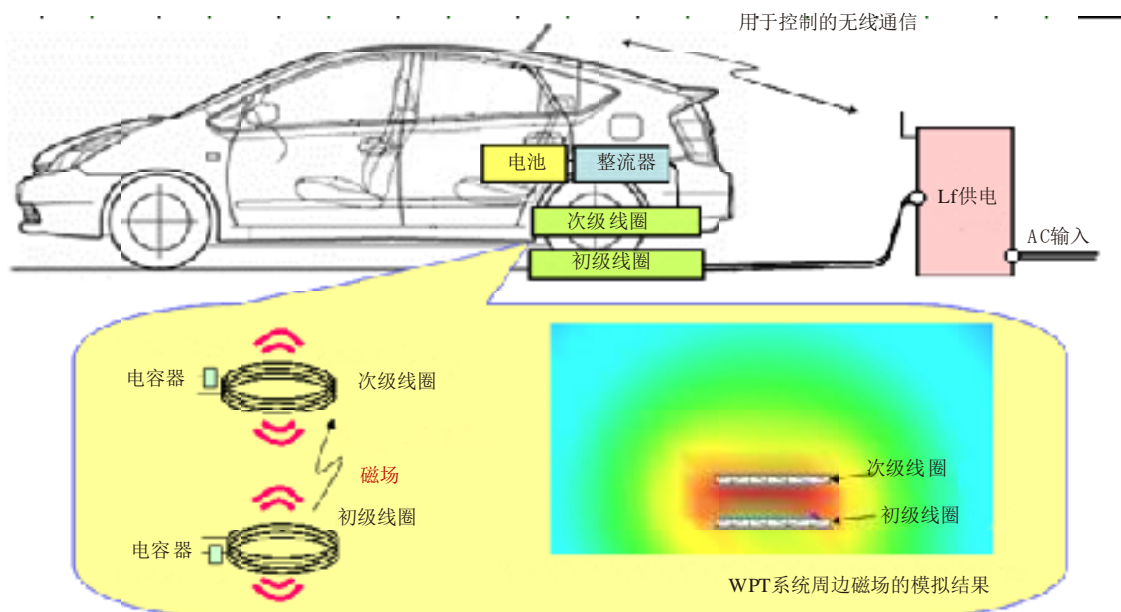 用于控制的无线通信
电池
整流器
Lf供电
次级线圈
AC输入
初级线圈
电容器
次级线圈
磁场
初级线圈
电容器
次级线圈
初级线圈
WPT系统周边磁场的模拟结果